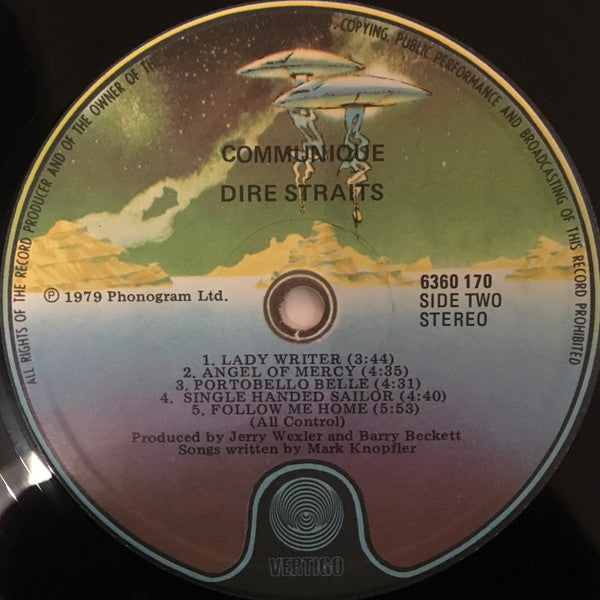 ALL RIGHTS OF THE RECORD PRODUCER AND OF THE OWNER OF THE
COPYING, PUBLIC PERFORMANCE AND BROADCASTING OF THIS RECORD PROHIBITED
COMMUNIQUE
DIRE STRAITS
℗ 1979 Phonogram Ltd.
6360 170
SIDE TWO
STEREO
1. LADY WRITER (3:44)
2. ANGEL OF MERCY (4:35)
3. PORTOBELLO BELLE (4:31)
4. SINGLE HANDED SAILOR (4:40)
5. FOLLOW ME HOME (5:53)
(All Control)
Produced by Jerry Wexler and Barry Beckett
Songs written by Mark Knopfler
VERTIGO